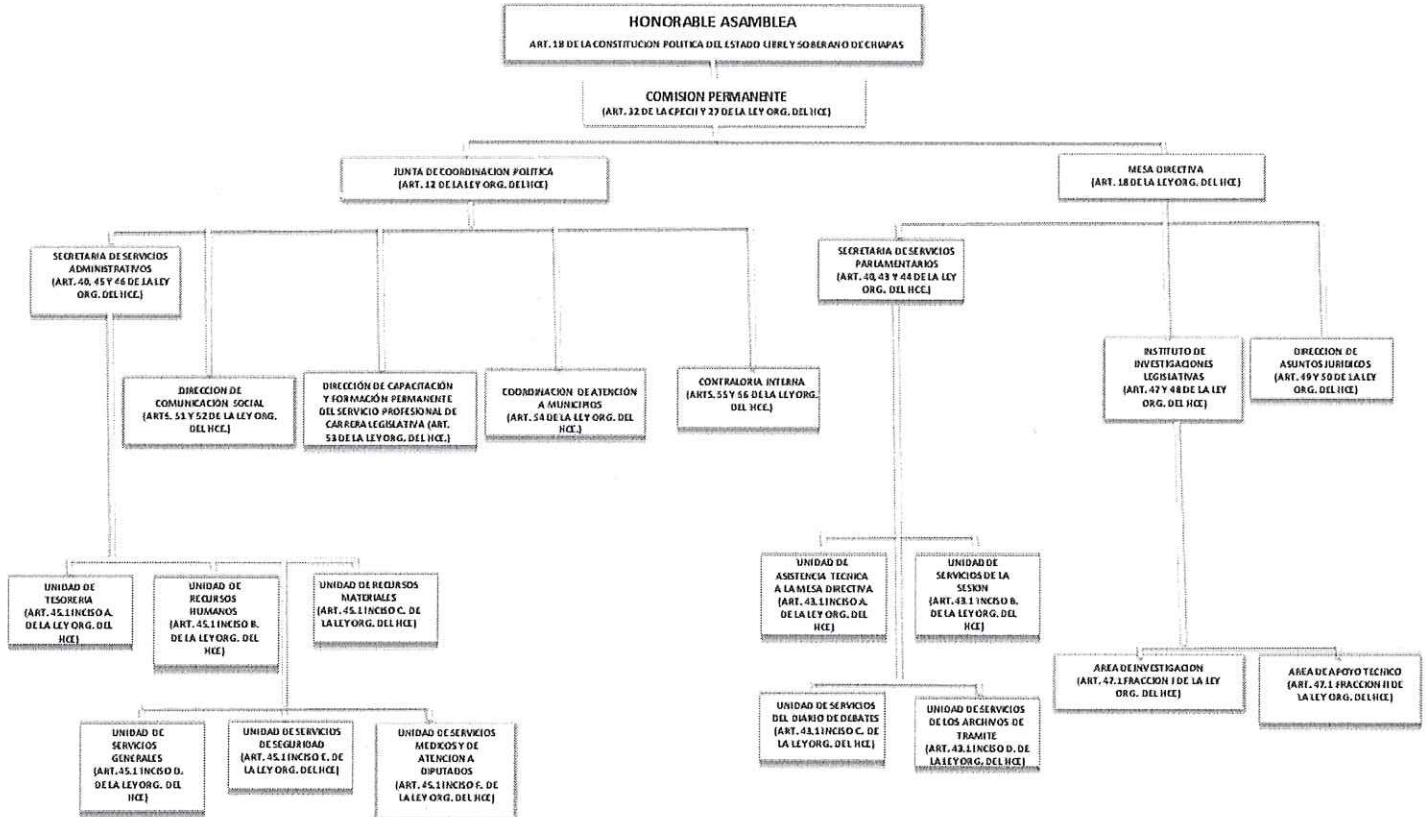 HONORABLE ASAMBLEA
ART. 18 DE LA CONSTITUCION POLITICA DEL ESTADO LIBRE Y SOBERANO DE CHIAPAS
COMISION PERMANENTE
(ART. 32 DE LA CPECH Y 27 DE LA LEY ORG. DEL HCE)
JUNTA DE COORDINACION POLITICA
(ART. 12 DE LA LEY ORG. DEL HCE)
MESA DIRECTIVA
(ART. 18 DE LA LEY ORG. DEL HCE)
SECRETARIA DE SERVICIOS
ADMINISTRATIVOS
(ART. 40, 45 Y 46 DE LA LEY
ORG. DEL HCE.)
SECRETARIA DE SERVICIOS
PARLAMENTARIOS
(ART. 40, 43 Y 44 DE LA LEY
ORG. DEL HCE)
DIRECCION DE
COMUNICACIÓN SOCIAL
(ARTS. 51 Y 52 DE LA LEY ORG.
DEL HCE.)
DIRECCIÓN DE CAPACITACIÓN
Y FORMACIÓN PERMANENTE
DEL SERVICIO PROFESIONAL DE
CARRERA LEGISLATIVA (ART.
53 DE LA LEY ORG. DEL HCE.)
COORDINACION DE ATENCIÓN
A MUNICIPIOS
(ART. 54 DE LA LEY ORG. DEL
HCE.)
CONTRALORIA INTERNA
(ARTS. 55 Y 56 DE LA LEY ORG.
DEL HCE.)
INSTITUTO DE
INVESTIGACIONES
LEGISLATIVAS
(ART. 47 Y 48 DE LA LEY
ORG. DEL HCE)
DIRECCION DE
ASUNTOS JURIDICOS
(ART. 49 Y 50 DE LA LEY
ORG. DEL HCE)
UNIDAD DE
TESORERIA
(ART. 45.1 INCISO A.
DE LA LEY ORG. DEL
HCE)
UNIDAD DE
RECURSOS
HUMANOS
(ART. 45.1 INCISO B.
DE LA LEY ORG. DEL
HCE)
UNIDAD DE RECURSOS
MATERIALES
(ART. 45.1 INCISO C. DE
LA LEY ORG. DEL HCE)
UNIDAD DE
ASISTENCIA TECNICA
A LA MESA DIRECTIVA
(ART. 43.1 INCISO A.
DE LA LEY ORG. DEL
HCE)
UNIDAD DE
SERVICIOS DE LA
SESION
(ART. 43.1 INCISO B.
DE LA LEY ORG. DEL
HCE)
AREA DE INVESTIGACION
(ART. 47.1 FRACCION I DE LA LEY
ORG. DEL HCE)
AREA DE APOYO TECNICO
(ART. 47.1 FRACCION II DE
LA LEY ORG. DEL HCE)
UNIDAD DE
SERVICIOS
GENERALES
(ART. 45.1 INCISO D.
DE LA LEY ORG. DEL
HCE)
UNIDAD DE SERVICIOS
DE SEGURIDAD
(ART. 45.1 INCISO E. DE
LA LEY ORG. DEL HCE)
UNIDAD DE SERVICIOS
MEDICOS Y DE
ATENCION A
DIPUTADOS
(ART. 45.1 INCISO F. DE
LA LEY ORG. DEL HCE)
UNIDAD DE SERVICIOS
DEL DIARIO DE DEBATES
(ART. 43.1 INCISO C. DE
LA LEY ORG. DEL HCE)
UNIDAD DE SERVICIOS
DE LOS ARCHIVOS DE
TRAMITE
(ART. 43.1 INCISO D. DE
LA LEY ORG. DEL HCE)